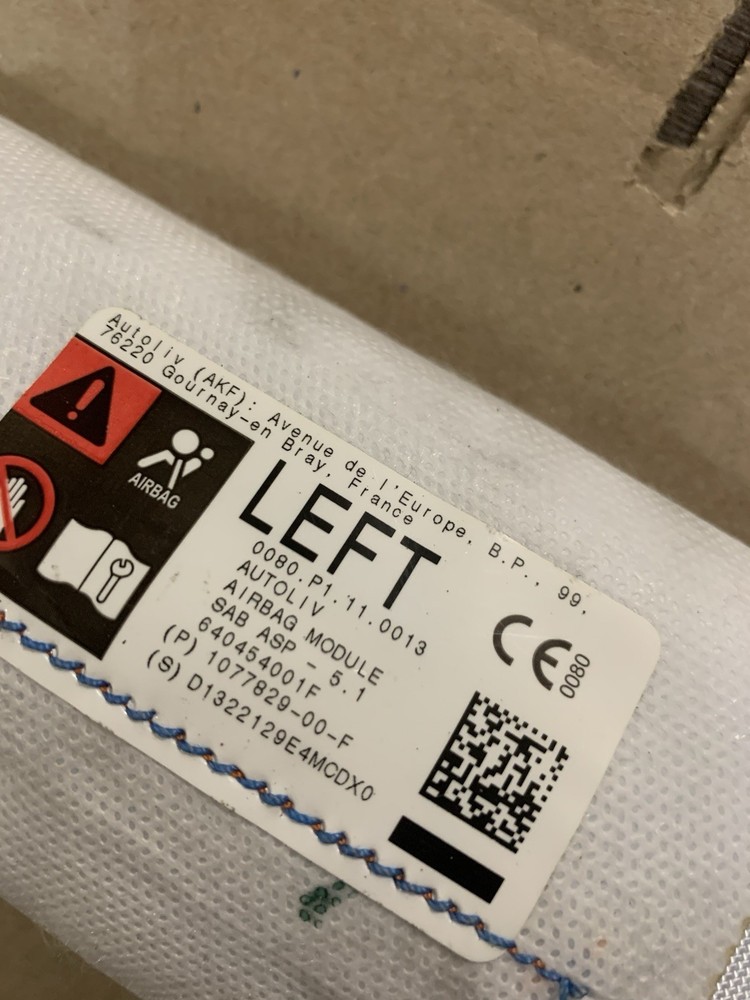 Autoliv (AKF): Avenue de l'Europe, B.P., 99,
76220 Gournay-en Bray, France
AIRBAG
LEFT
0080.P1.11.0013
AUTOLIV
AIRBAG MODULE
SAB ASP - 5.1
640454001F
(P) 1077829-00-F
(S) D1322129E4MCDX0
CE
0080